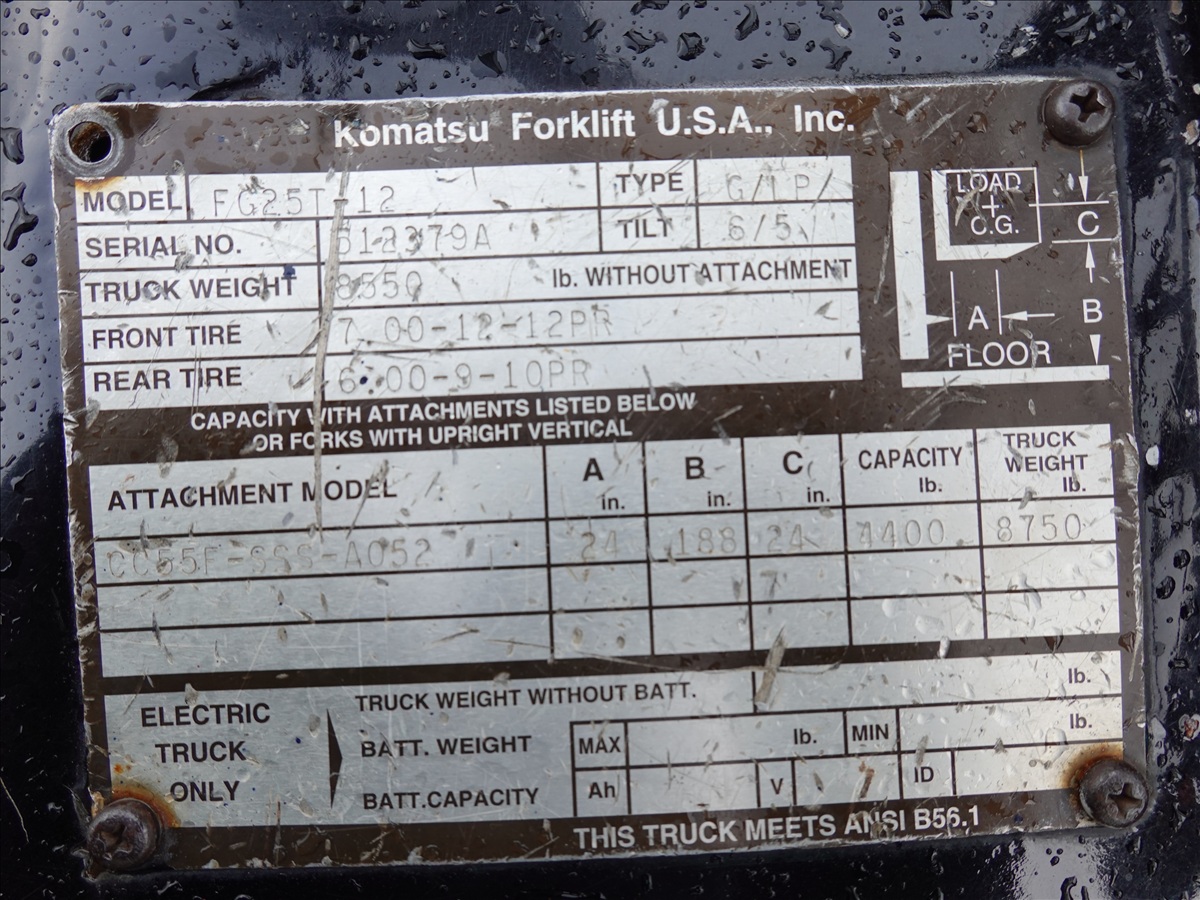 Komatsu Forklift U.S.A., Inc.
MODEL FG25T-12 TYPE G/LP/
SERIAL NO. 512379A TILT 6/5
TRUCK WEIGHT 8550 lb. WITHOUT ATTACHMENT
FRONT TIRE 7.00-12-12PR
REAR TIRE 6.00-9-10PR
LOAD
+
C.G.
C
A
B
FLOOR
CAPACITY WITH ATTACHMENTS LISTED BELOW
OR FORKS WITH UPRIGHT VERTICAL
ATTACHMENT MODEL A in. B in. C in. CAPACITY lb. TRUCK WEIGHT lb.
24 188 24 4400 8750
ELECTRIC
TRUCK
ONLY
TRUCK WEIGHT WITHOUT BATT. lb.
BATT. WEIGHT MAX lb. MIN lb.
BATT.CAPACITY Ah V ID
THIS TRUCK MEETS ANSI B56.1